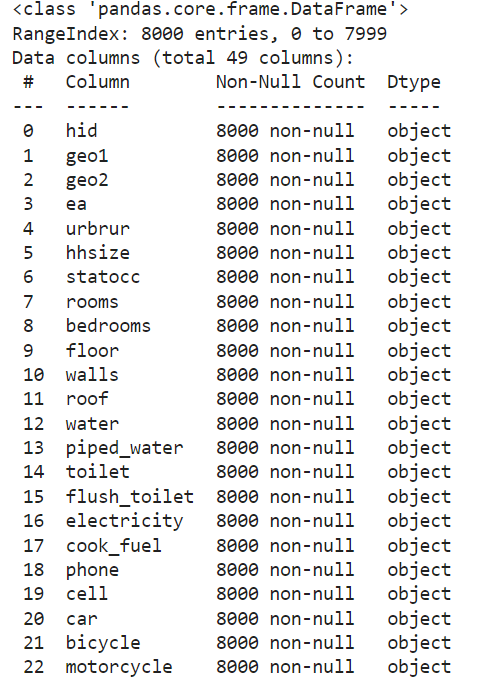 <class 'pandas.core.frame.DataFrame'>
RangeIndex: 8000 entries, 0 to 7999
Data columns (total 49 columns):
 #   Column        Non-Null Count  Dtype
---  ------        --------------  -----
 0   hid           8000 non-null   object
 1   geo1          8000 non-null   object
 2   geo2          8000 non-null   object
 3   ea            8000 non-null   object
 4   urbrur        8000 non-null   object
 5   hhsize        8000 non-null   object
 6   statocc       8000 non-null   object
 7   rooms         8000 non-null   object
 8   bedrooms      8000 non-null   object
 9   floor         8000 non-null   object
 10  walls         8000 non-null   object
 11  roof          8000 non-null   object
 12  water         8000 non-null   object
 13  piped_water   8000 non-null   object
 14  toilet        8000 non-null   object
 15  flush_toilet  8000 non-null   object
 16  electricity   8000 non-null   object
 17  cook_fuel     8000 non-null   object
 18  phone         8000 non-null   object
 19  cell          8000 non-null   object
 20  car           8000 non-null   object
 21  bicycle       8000 non-null   object
 22  motorcycle    8000 non-null   object